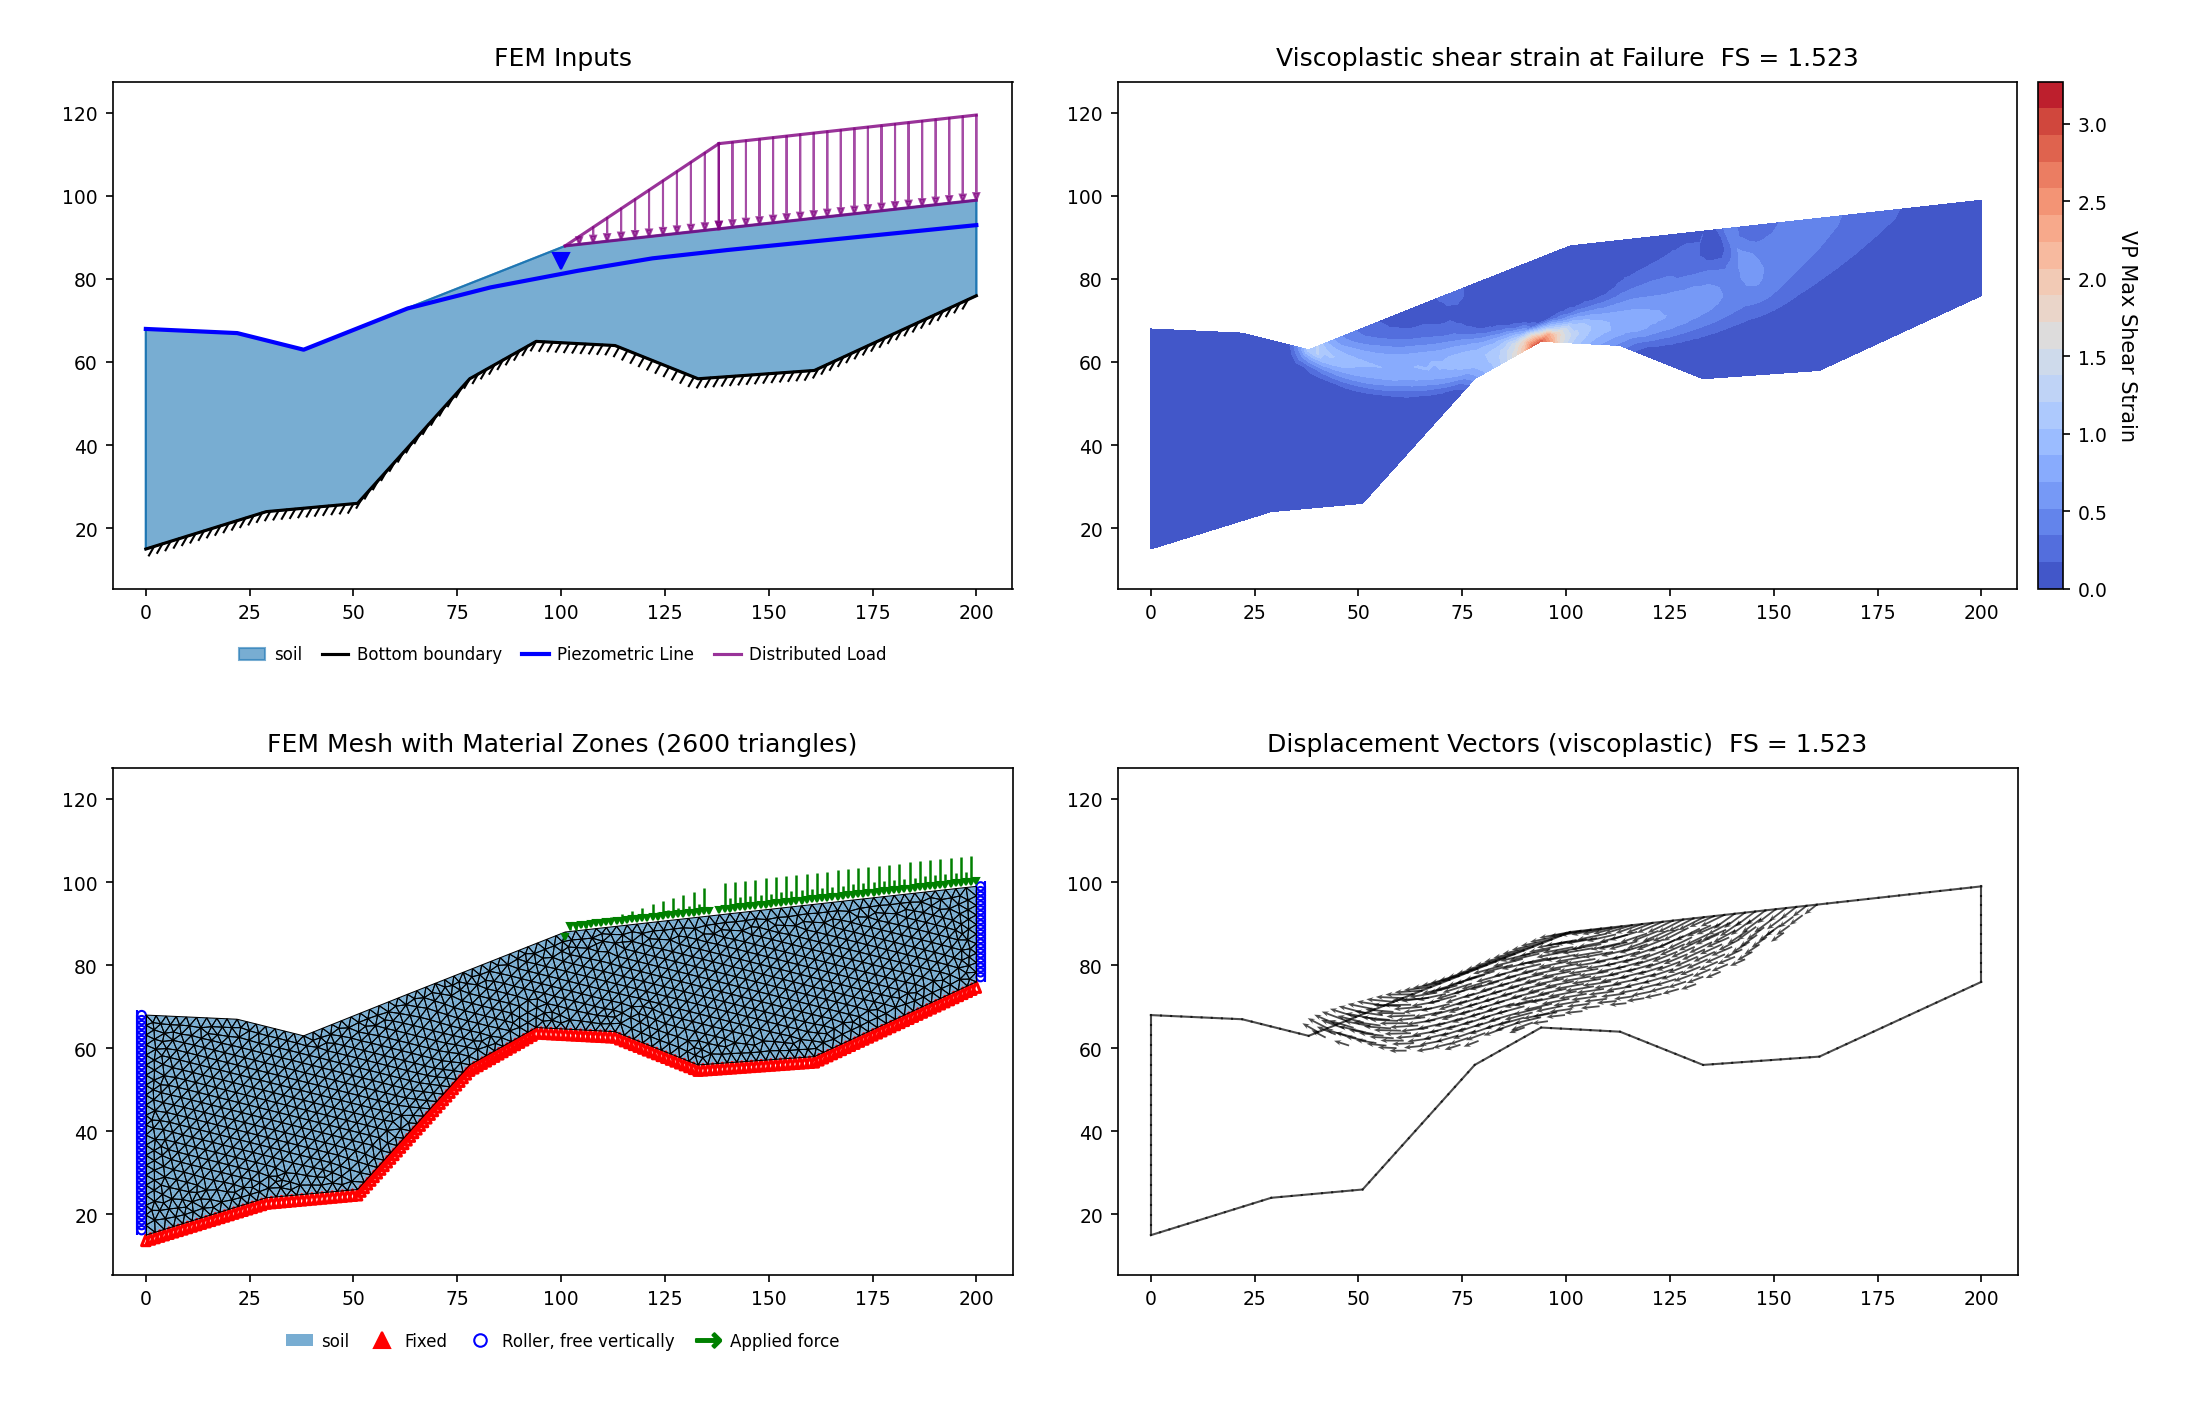 FEM Inputs
120
100
80
60
40
20
0 25 50 75 100 125 150 175 200
soil Bottom boundary Piezometric Line Distributed Load
Viscoplastic shear strain at Failure FS = 1.523
120
100
80
60
40
20
0 25 50 75 100 125 150 175 200
3.0
2.5
2.0
1.5
1.0
0.5
0.0
VP Max Shear Strain
FEM Mesh with Material Zones (2600 triangles)
120
100
80
60
40
20
0 25 50 75 100 125 150 175 200
soil Fixed Roller, free vertically Applied force
Displacement Vectors (viscoplastic) FS = 1.523
120
100
80
60
40
20
0 25 50 75 100 125 150 175 200